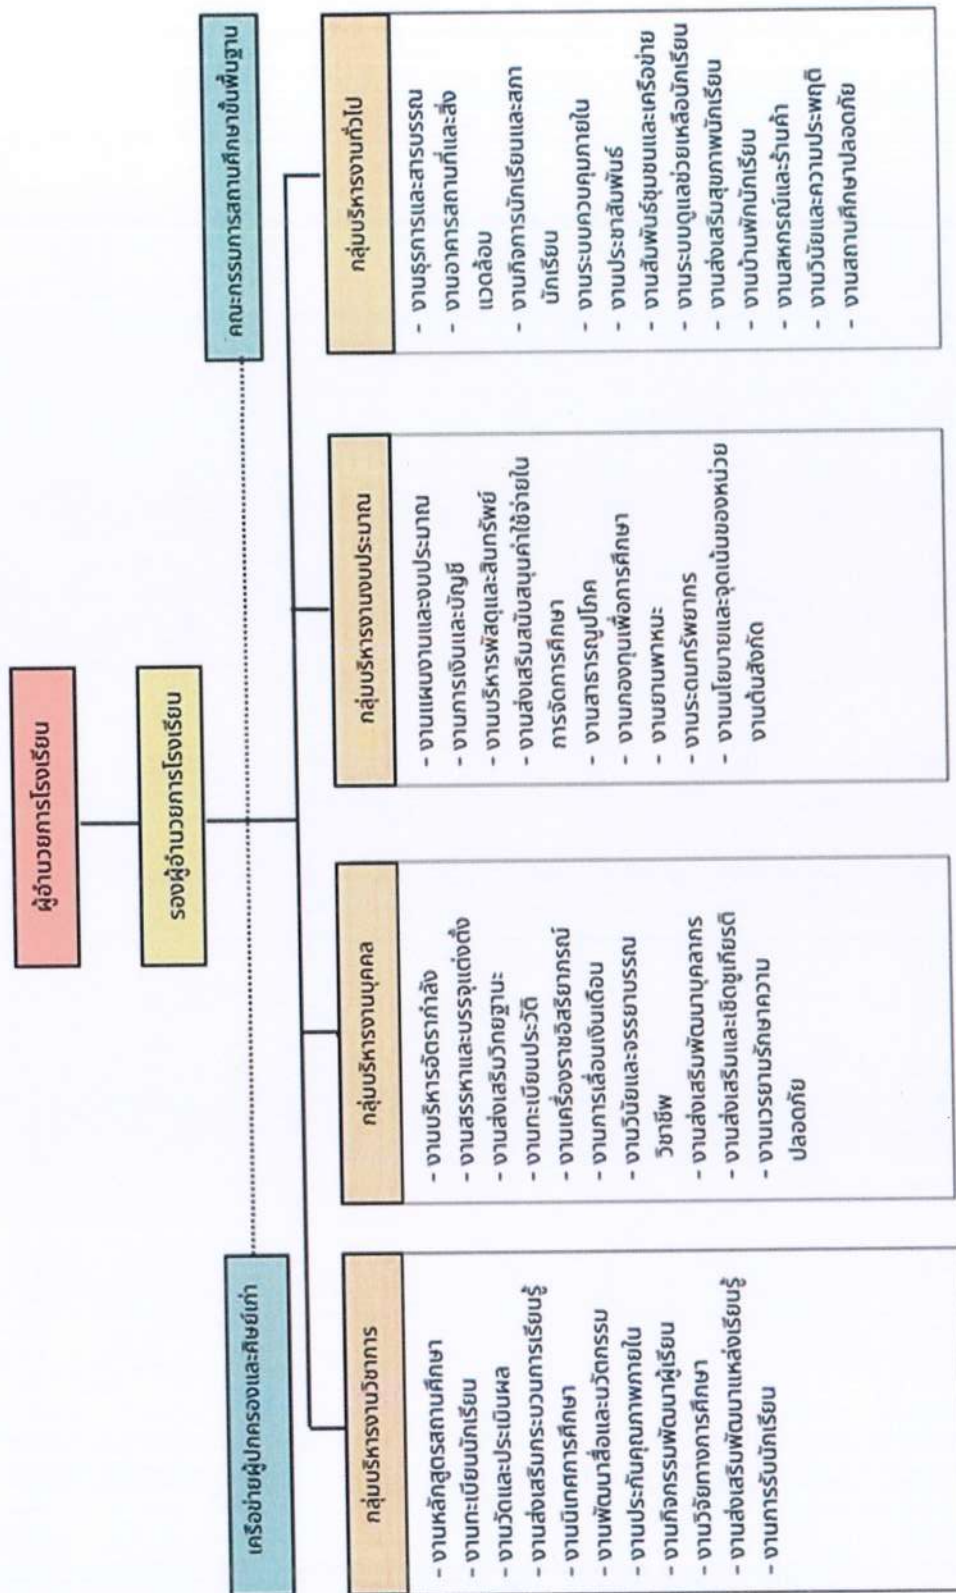 ผู้อำนวยการโรงเรียน
รองผู้อำนวยการโรงเรียน
เครือข่ายผู้ปกครองและศิษย์เก่า
คณะกรรมการสถานศึกษาขั้นพื้นฐาน
กลุ่มบริหารงานวิชาการ
- งานหลักสูตรสถานศึกษา
- งานทะเบียนนักเรียน
- งานวัดและประเมินผล
- งานส่งเสริมกระบวนการเรียนรู้
- งานนิเทศการศึกษา
- งานพัฒนาสื่อและนวัตกรรม
- งานประกันคุณภาพภายใน
- งานกิจกรรมพัฒนาผู้เรียน
- งานวิจัยทางการศึกษา
- งานส่งเสริมพัฒนาแหล่งเรียนรู้
- งานการรับนักเรียน
กลุ่มบริหารงานบุคคล
- งานบริหารอัตรากำลัง
- งานสรรหาและบรรจุแต่งตั้ง
- งานส่งเสริมวิทยฐานะ
- งานทะเบียนประวัติ
- งานเครื่องราชอิสริยาภรณ์
- งานการเลื่อนเงินเดือน
- งานวินัยและจรรยาบรรณ
วิชาชีพ
- งานส่งเสริมพัฒนาบุคลากร
- งานส่งเสริมและเชิดชูเกียรติ
- งานเวรยามรักษาความ
ปลอดภัย
กลุ่มบริหารงานงบประมาณ
- งานแผนงานและงบประมาณ
- งานการเงินและบัญชี
- งานบริหารพัสดุและสินทรัพย์
- งานส่งเสริมสนับสนุนค่าใช้จ่ายใน
การจัดการศึกษา
- งานสาธารณูปโภค
- งานกองทุนเพื่อการศึกษา
- งานยานพาหนะ
- งานระดมทรัพยากร
- งานนโยบายและจุดเน้นของหน่วย
งานต้นสังกัด
กลุ่มบริหารงานทั่วไป
- งานธุรการและสารบรรณ
- งานอาคารสถานที่และสิ่ง
แวดล้อม
- งานกิจการนักเรียนและสภา
นักเรียน
- งานระบบควบคุมภายใน
- งานประชาสัมพันธ์
- งานสัมพันธ์ชุมชนและเครือข่าย
- งานระบบดูแลช่วยเหลือนักเรียน
- งานส่งเสริมสุขภาพนักเรียน
- งานบ้านพักนักเรียน
- งานสหกรณ์และร้านค้า
- งานวินัยและความประพฤติ
- งานสถานศึกษาปลอดภัย